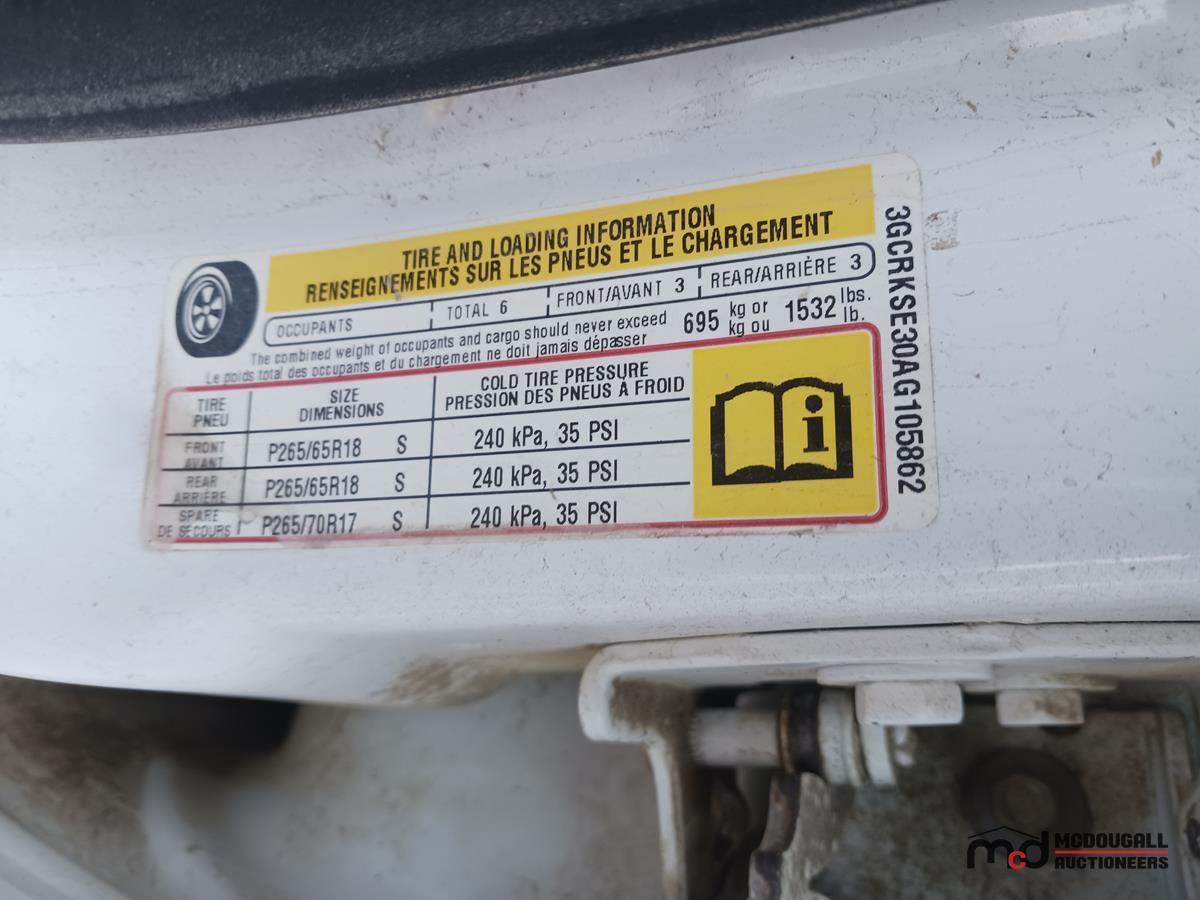 TIRE AND LOADING INFORMATION
RENSEIGNEMENTS SUR LES PNEUS ET LE CHARGEMENT
OCCUPANTS TOTAL 6 FRONT/AVANT 3 REAR/ARRIÈRE 3
The combined weight of occupants and cargo should never exceed 695 kg or 1532 lbs.
Le poids total des occupants et du chargement ne doit jamais dépasser kg ou lb.
TIRE SIZE COLD TIRE PRESSURE
PNEU DIMENSIONS PRESSION DES PNEUS À FROID
FRONT
AVANT P265/65R18 S 240 kPa, 35 PSI
REAR
ARRIÈRE P265/65R18 S 240 kPa, 35 PSI
SPARE
DE SECOURS P265/70R17 S 240 kPa, 35 PSI
i
3GCRKSE30AG105862
mcd MCDOUGALL
AUCTIONEERS